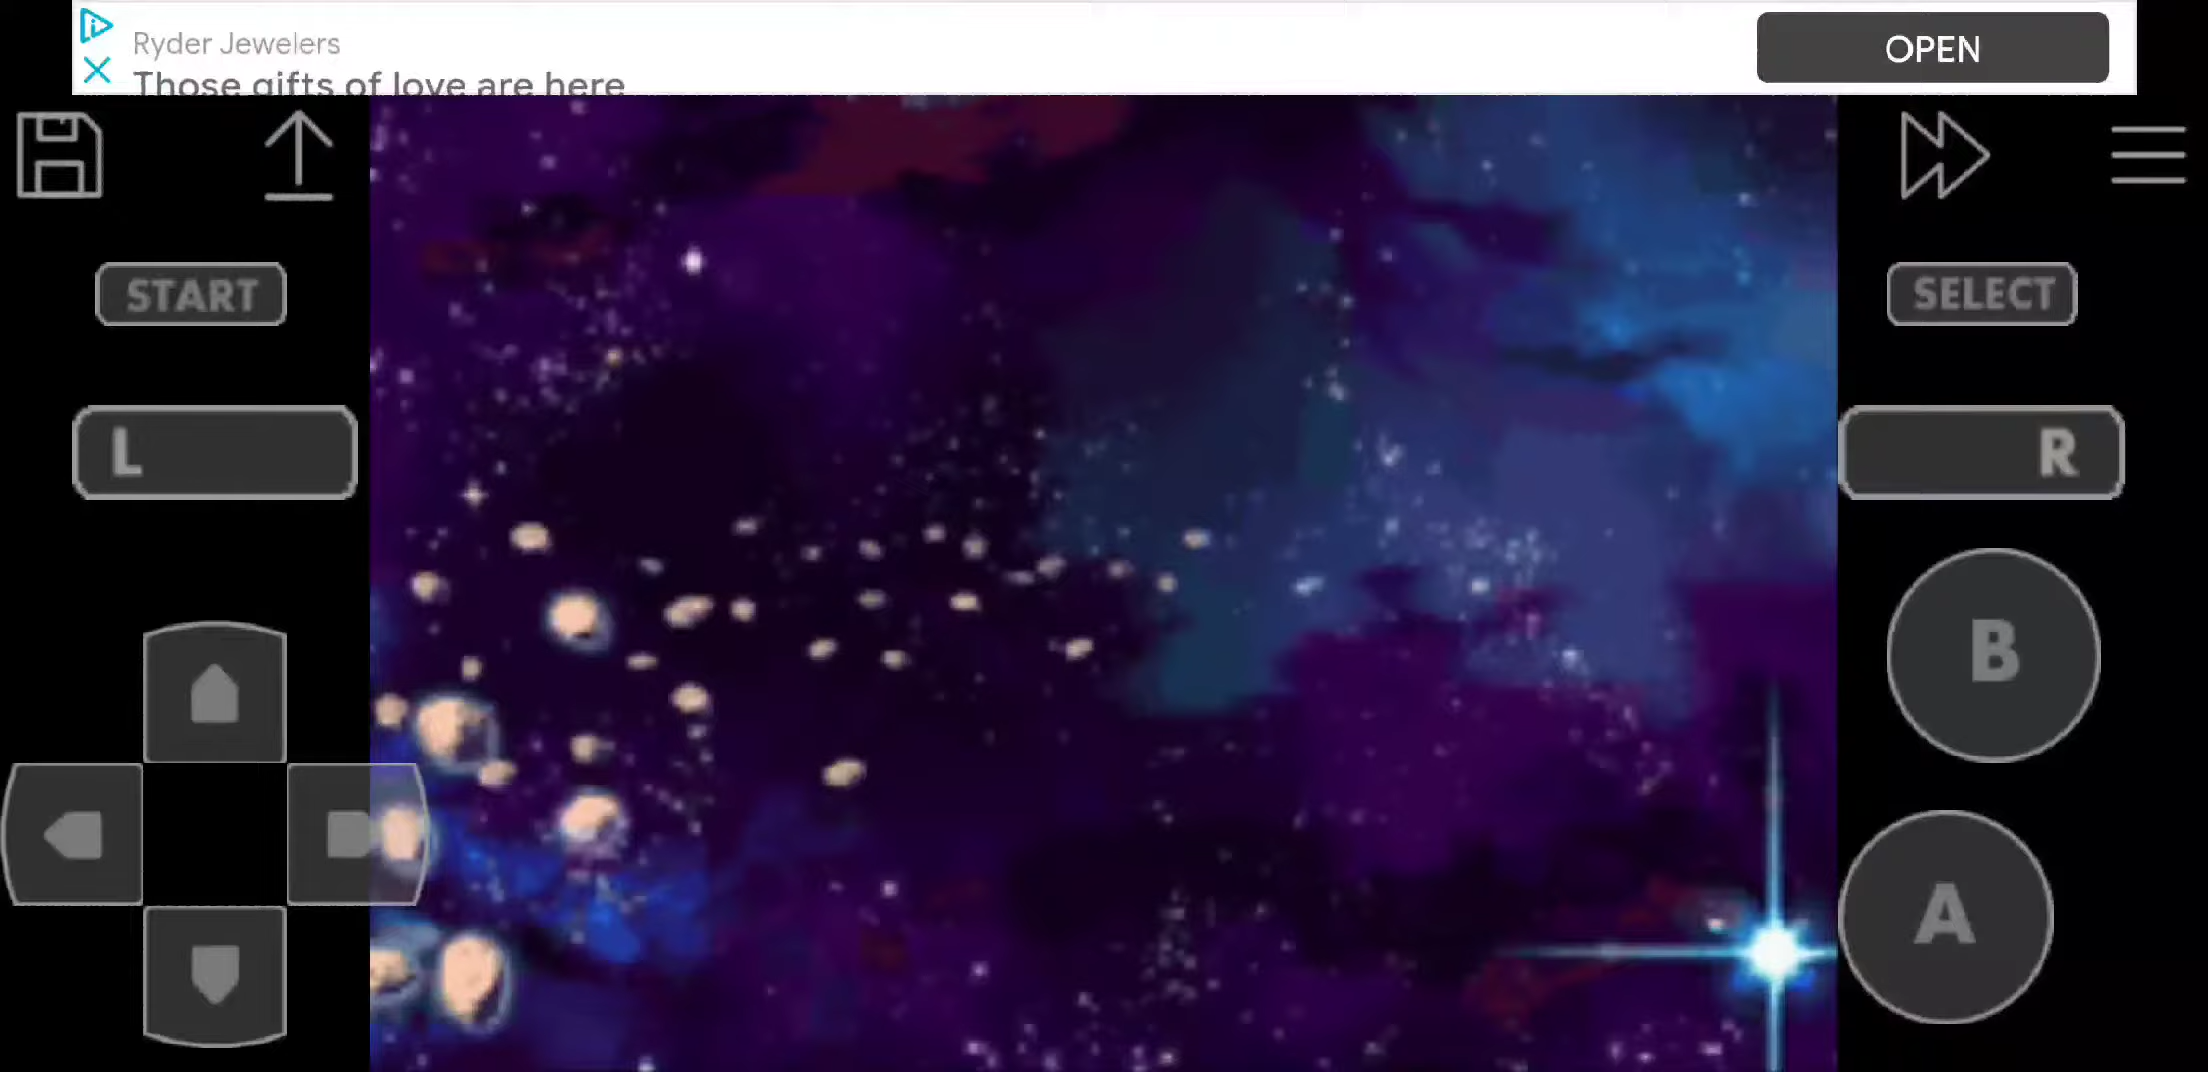 Ryder Jewelers
Those gifts of love are here
OPEN
START
SELECT
L
R
B
A